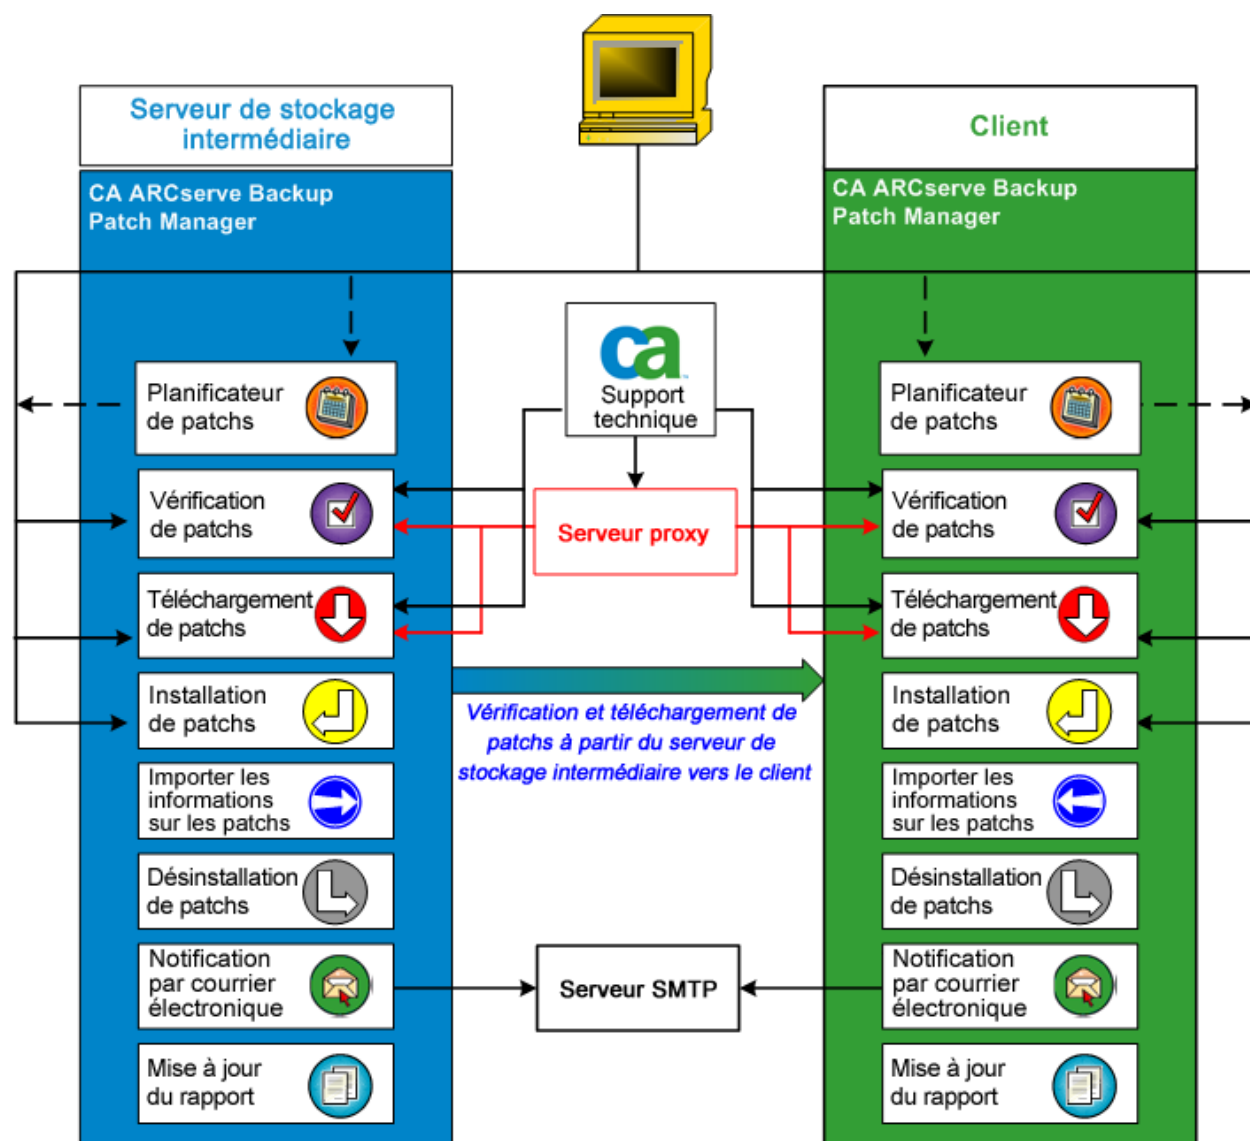 Serveur de stockage
intermédiaire
CA ARCserve Backup
Patch Manager
Planificateur
de patchs
Vérification
de patchs
Téléchargement
de patchs
Installation
de patchs
Importer les
informations
sur les patchs
Désinstallation
de patchs
Notification
par courrier
électronique
Mise à jour
du rapport
ca
Support
technique
Serveur proxy
Vérification et téléchargement de
patchs à partir du serveur de
stockage intermédiaire vers le client
Serveur SMTP
Client
CA ARCserve Backup
Patch Manager
Planificateur
de patchs
Vérification
de patchs
Téléchargement
de patchs
Installation
de patchs
Importer les
informations
sur les patchs
Désinstallation
de patchs
Notification
par courrier
électronique
Mise à jour
du rapport